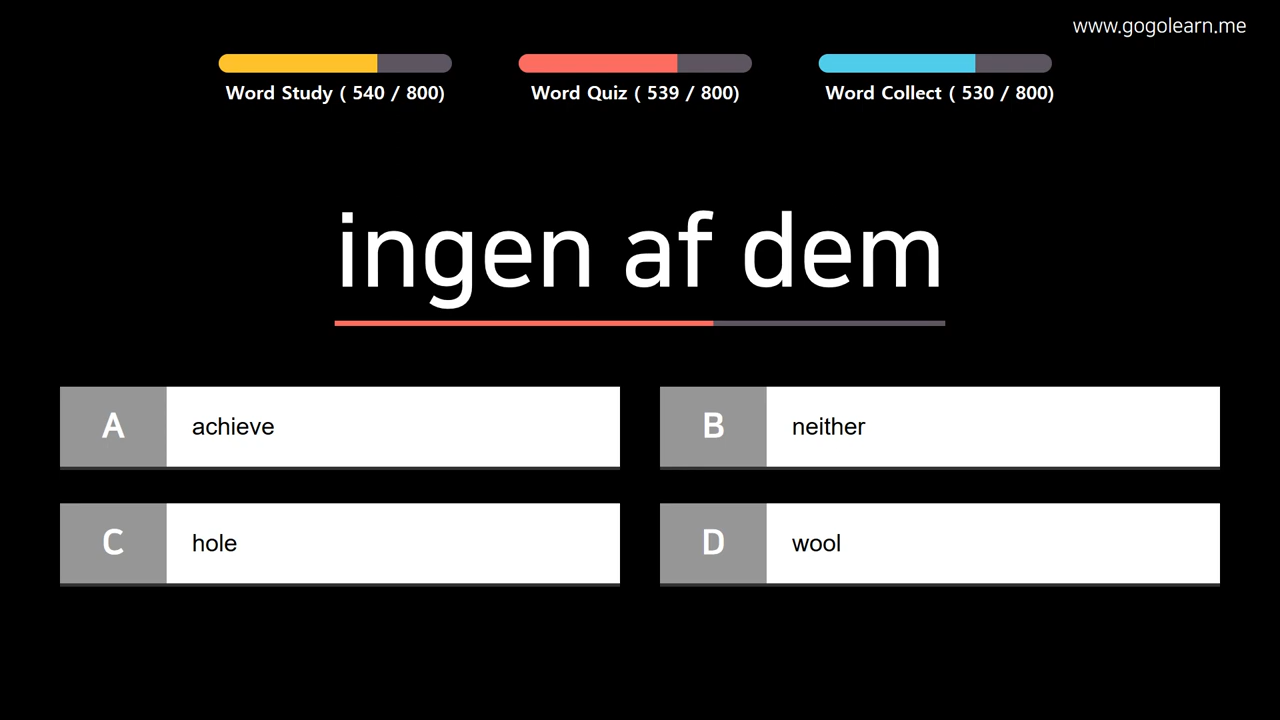 www.gogolearn.me
Word Study ( 540 / 800)
Word Quiz ( 539 / 800)
Word Collect ( 530 / 800)
ingen af dem
A
achieve
B
neither
C
hole
D
wool